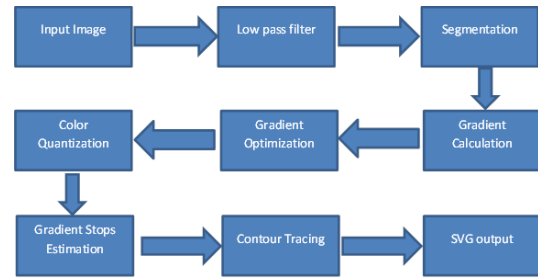 Input Image
Low pass filter
Segmentation
Gradient
Calculation
Gradient
Optimization
Color
Quantization
Gradient Stops
Estimation
Contour Tracing
SVG output